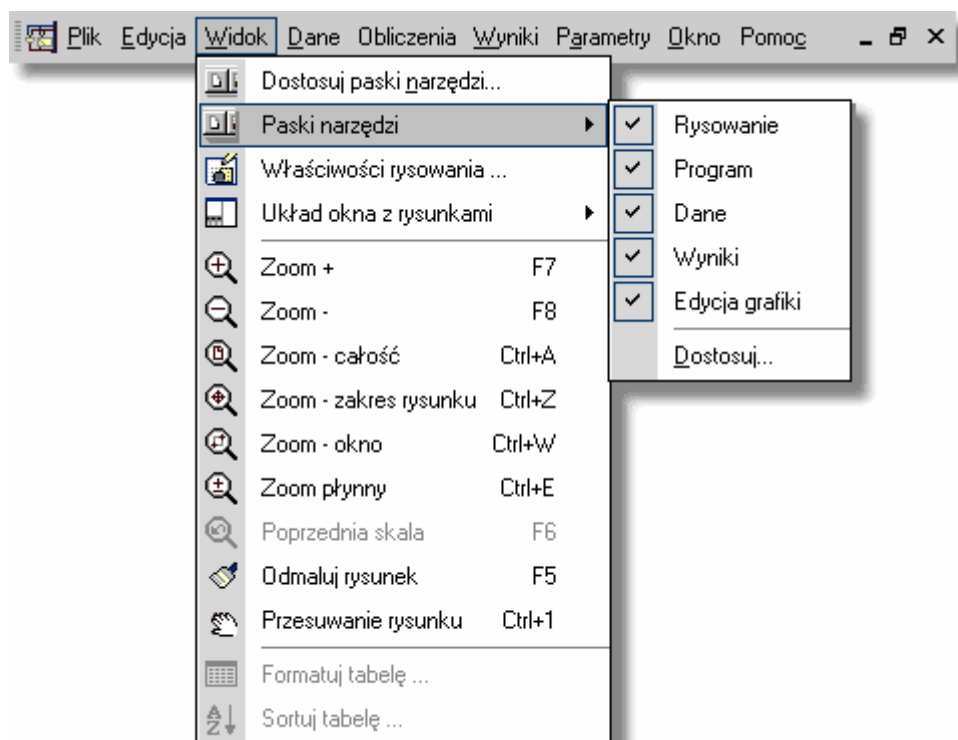 Plik Edycja Widok Dane Obliczenia Wyniki Parametry Okno Pomoc
Dostosuj paski narzędzi...
Paski narzędzi
Właściwości rysowania ...
Układ okna z rysunkami
Zoom + F7
Zoom - F8
Zoom - całość Ctrl+A
Zoom - zakres rysunku Ctrl+Z
Zoom - okno Ctrl+W
Zoom płynny Ctrl+E
Poprzednia skala F6
Odmaluj rysunek F5
Przesuwanie rysunku Ctrl+1
Formatuj tabelę ...
Sortuj tabelę ...
Rysowanie
Program
Dane
Wyniki
Edycja grafiki
Dostosuj...